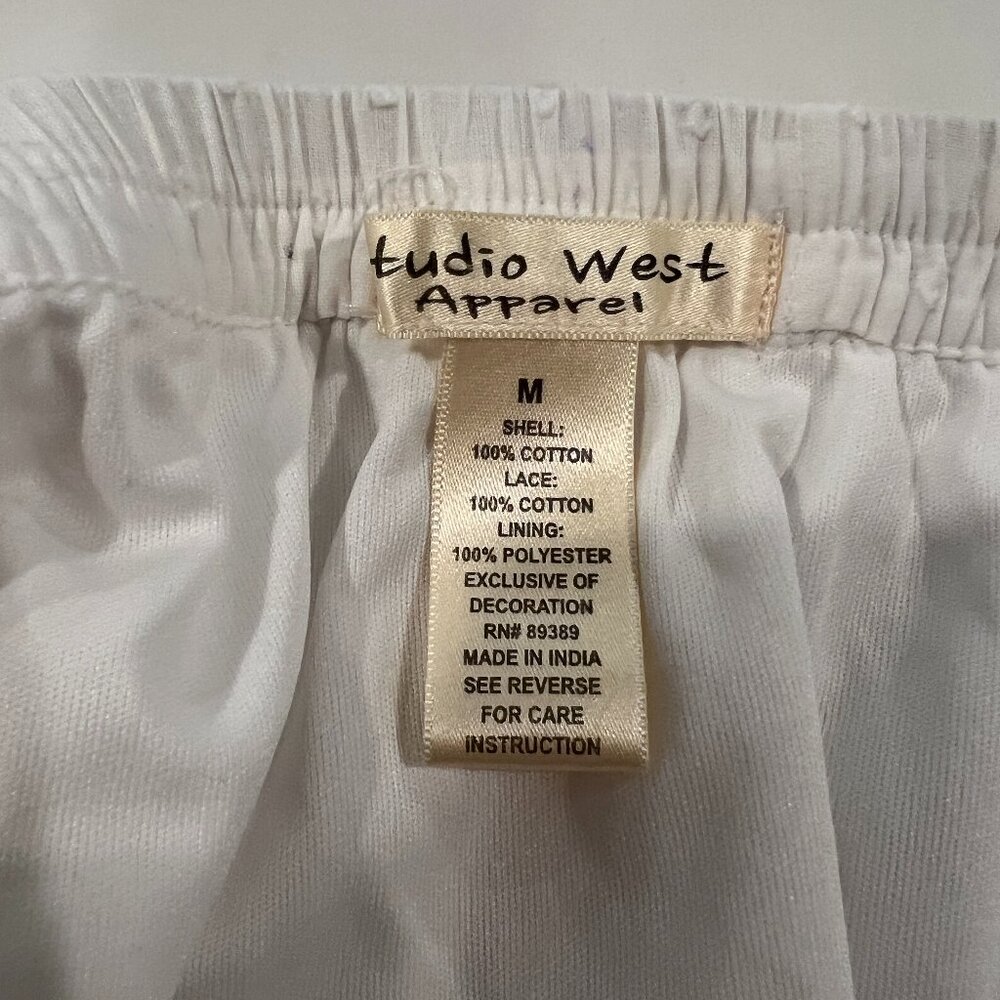 tudio West
Apparel
M
SHELL:
100% COTTON
LACE:
100% COTTON
LINING:
100% POLYESTER
EXCLUSIVE OF
DECORATION
RN# 89389
MADE IN INDIA
SEE REVERSE
FOR CARE
INSTRUCTION